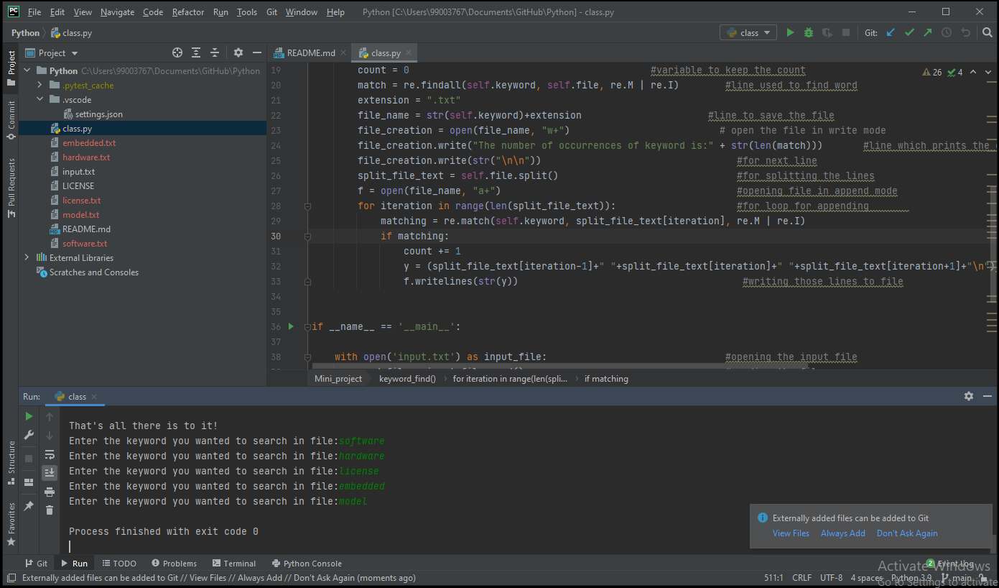 PC File Edit View Navigate Code Refactor Run Tools Git Window Help Python [C:\Users\99003767\Documents\GitHub\Python] - class.py
Python class.py class Git:
Project
Project
README.md class.py
Python C:\Users\99003767\Documents\GitHub\Python
.pytest_cache
.vscode
settings.json
class.py
embedded.txt
hardware.txt
input.txt
LICENSE
license.txt
model.txt
README.md
software.txt
External Libraries
Scratches and Consoles
Commit
Pull Requests
26 4
19 count = 0 #variable to keep the count
20 match = re.findall(self.keyword, self.file, re.M | re.I) #line used to find word
21 extension = ".txt"
22 file_name = str(self.keyword)+extension #line to save the file
23 file_creation = open(file_name, "w+") # open the file in write mode
24 file_creation.write("The number of occurrences of keyword is:" + str(len(match))) #line which prints the
25 file_creation.write(str("\n\n")) #for next line
26 split_file_text = self.file.split() #for splitting the lines
27 f = open(file_name, "a+") #opening file in append mode
28 for iteration in range(len(split_file_text)): #for loop for appending
29 matching = re.match(self.keyword, split_file_text[iteration], re.M | re.I)
30 if matching:
31 count += 1
32 y = (split_file_text[iteration-1]+" "+split_file_text[iteration]+" "+split_file_text[iteration+1]+"\n")
33 f.writelines(str(y)) #writing those lines to file
34
35
36 if __name__ == '__main__':
37
38 with open('input.txt') as input_file: #opening the input file
Mini_project keyword_find() for iteration in range(len(spli... if matching
Run: class
That's all there is to it!
Enter the keyword you wanted to search in file:software
Enter the keyword you wanted to search in file:hardware
Enter the keyword you wanted to search in file:license
Enter the keyword you wanted to search in file:embedded
Enter the keyword you wanted to search in file:model
Process finished with exit code 0
Structure
Favorites
Externally added files can be added to Git
View Files Always Add Don't Ask Again
Git Run TODO Problems Terminal Python Console 2 Event Log
Activate Windows
Externally added files can be added to Git // View Files // Always Add // Don't Ask Again (moments ago) 511:1 CRLF UTF-8 4 spaces Python 3.9 main
Go to Settings to activate